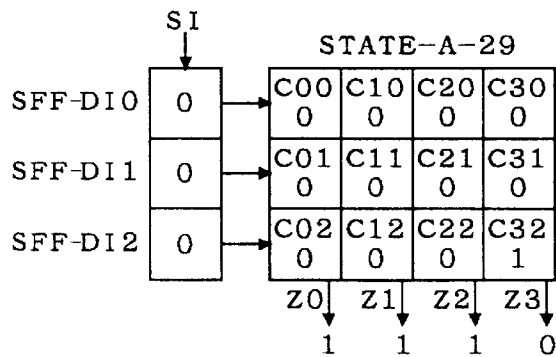 SI
STATE-A-29
SFF-DI0 0 C00 C10 C20 C30
0 0 0 0
SFF-DI1 0 C01 C11 C21 C31
0 0 0 0
SFF-DI2 0 C02 C12 C22 C32
0 0 0 1
Z0 Z1 Z2 Z3
1 1 1 0